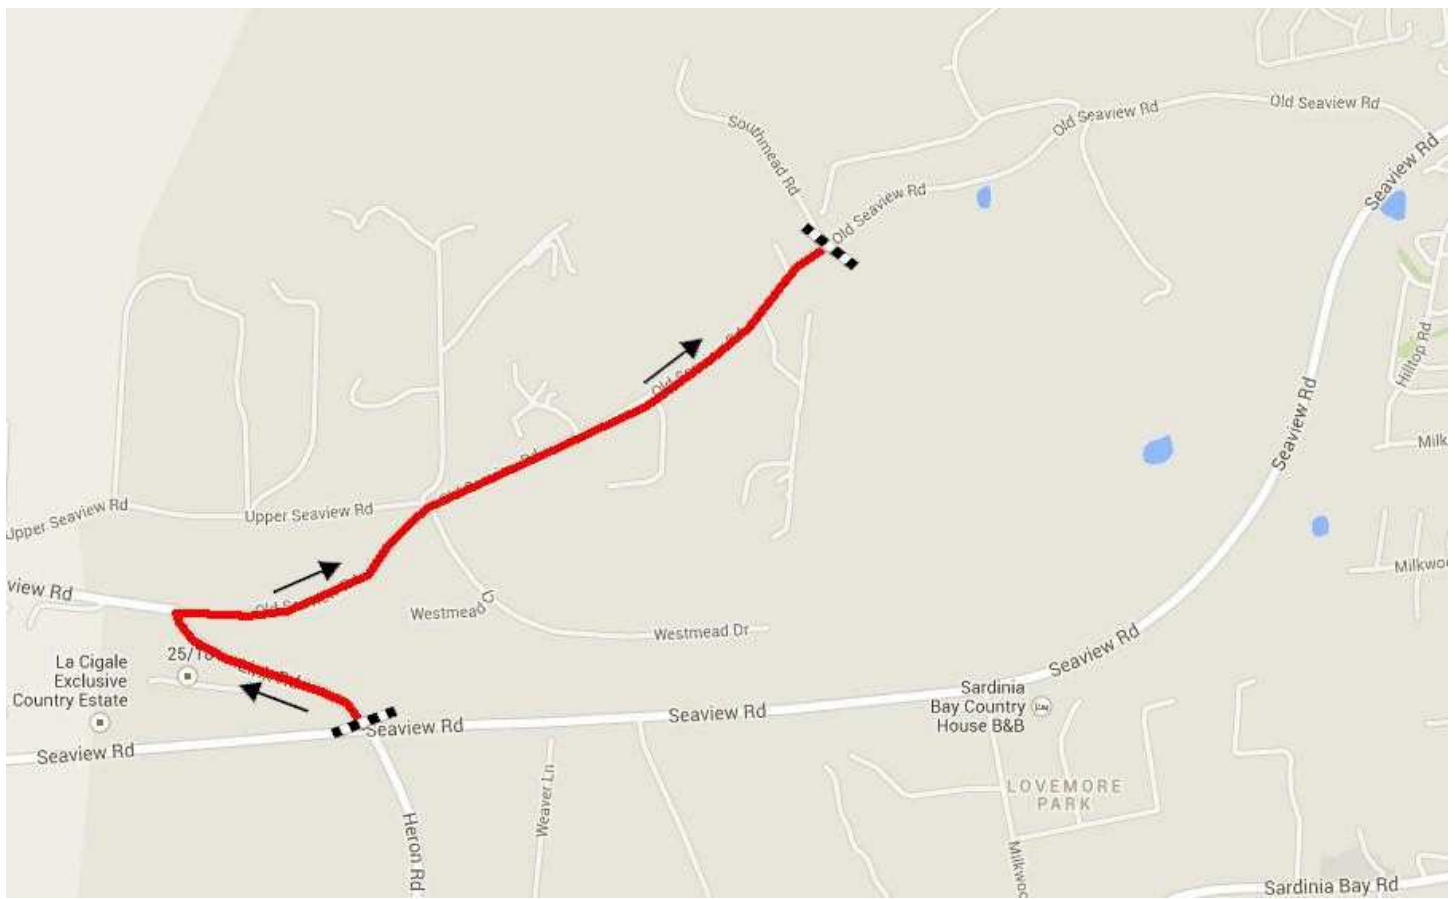 Old Seaview Rd
Old Seaview Rd
Southmead Rd
Seaview Rd
Old Seaview Rd
Hilltop Rd
Seaview Rd
Milk
Upper Seaview Rd
Upper Seaview Rd
Milkwoo
view Rd
Westmead
Westmead Dr
Seaview Rd
La Cigale
Exclusive
Country Estate
Sardinia
Bay Country
House B&B
Seaview Rd
Seaview Rd
Seaview Rd
LOVEMORE
PARK
Weaver Ln
Heron Rd
Milkwoo
Sardinia Bay Rd